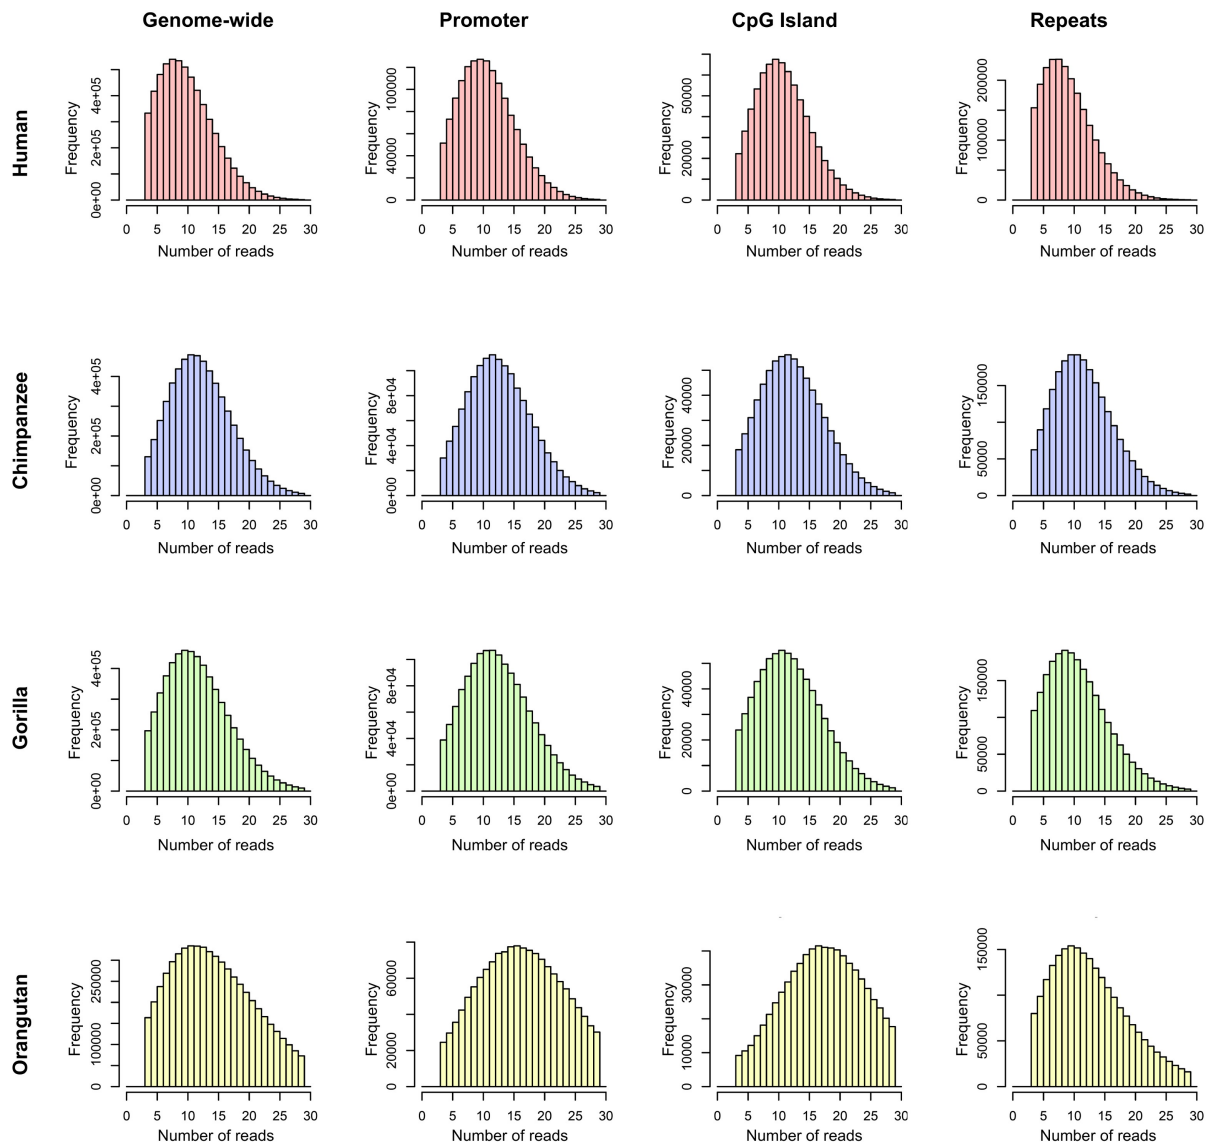 Genome-wide Promoter CpG Island Repeats
Human
Frequency
0e+00 2e+05 4e+05
0 5 10 15 20 25 30
Number of reads
Frequency
0 40000 100000
0 5 10 15 20 25 30
Number of reads
Frequency
0 20000 50000
0 5 10 15 20 25 30
Number of reads
Frequency
0 100000 200000
0 5 10 15 20 25 30
Number of reads
Chimpanzee
Frequency
0e+00 2e+05 4e+05
0 5 10 15 20 25 30
Number of reads
Frequency
0e+00 4e+04 8e+04
0 5 10 15 20 25 30
Number of reads
Frequency
0 20000 40000
0 5 10 15 20 25 30
Number of reads
Frequency
0 50000 150000
0 5 10 15 20 25 30
Number of reads
Gorilla
Frequency
0e+00 2e+05 4e+05
0 5 10 15 20 25 30
Number of reads
Frequency
0e+00 4e+04 8e+04
0 5 10 15 20 25 30
Number of reads
Frequency
0 20000 40000
0 5 10 15 20 25 30
Number of reads
Frequency
0 50000 150000
0 5 10 15 20 25 30
Number of reads
Orangutan
Frequency
0 100000 250000
0 5 10 15 20 25 30
Number of reads
Frequency
0 20000 60000
0 5 10 15 20 25 30
Number of reads
Frequency
0 10000 30000
0 5 10 15 20 25 30
Number of reads
Frequency
0 50000 150000
0 5 10 15 20 25 30
Number of reads